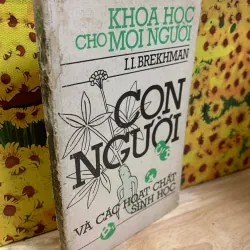 KHOA HỌC
CHO MỌI NGƯỜI
I.I. BREKHMAN
CON
NGƯỜI
VÀ CÁC HOẠT CHẤT
SINH HỌC